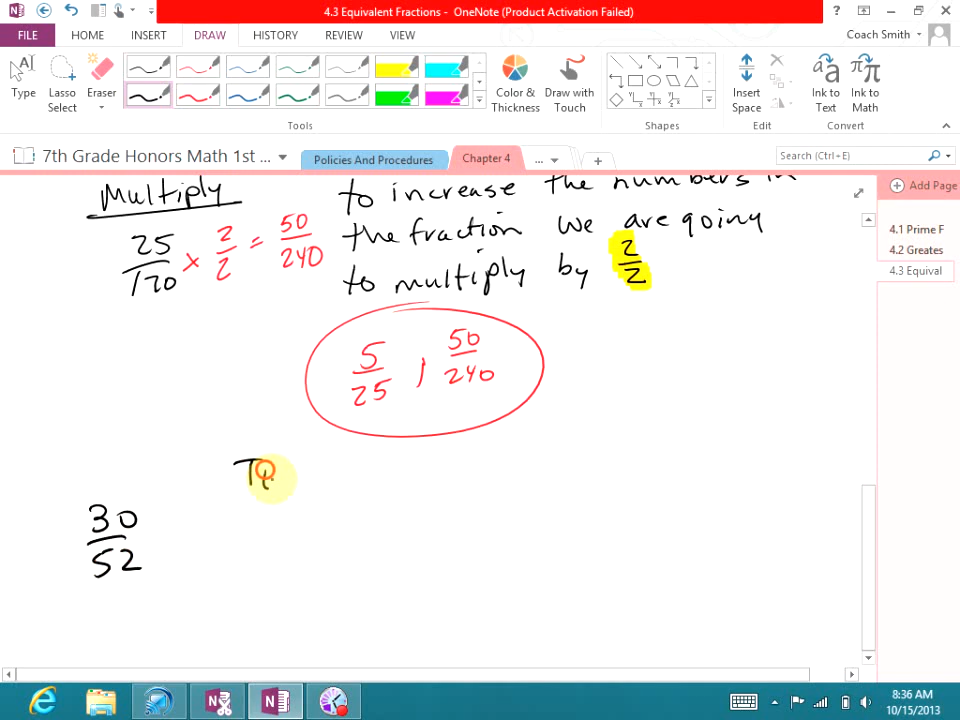 4.3 Equivalent Fractions - OneNote (Product Activation Failed)
?
FILE HOME INSERT DRAW HISTORY REVIEW VIEW
Coach Smith
Type
Lasso Select
Eraser
Color & Thickness
Draw with Touch
Insert Space
Ink to Text
Ink to Math
Tools
Shapes
Edit
Convert
7th Grade Honors Math 1st ...
Policies And Procedures
Chapter 4
...
Search (Ctrl+E)
Add Page
4.1 Prime F
4.2 Greates
4.3 Equival
Multiply
to increase the numbers in
the fraction we are going
to multiply by 2/2
25/120 × 2/2 = 50/240
5/25 , 50/240
30/52
8:36 AM
10/15/2013